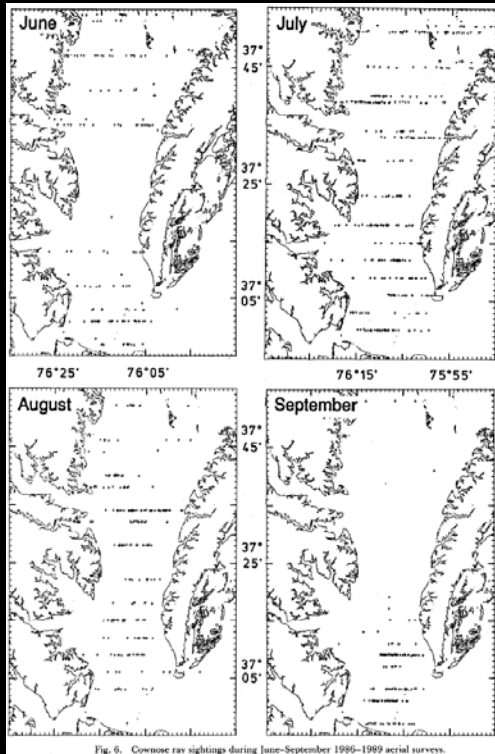 June
July
37°
45'
37°
25'
37°
05'
76°25' 76°05'
76°15' 75°55'
August
September
37°
45'
37°
25'
37°
05'
Fig. 6. Cownose ray sightings during June–September 1986–1989 aerial surveys.